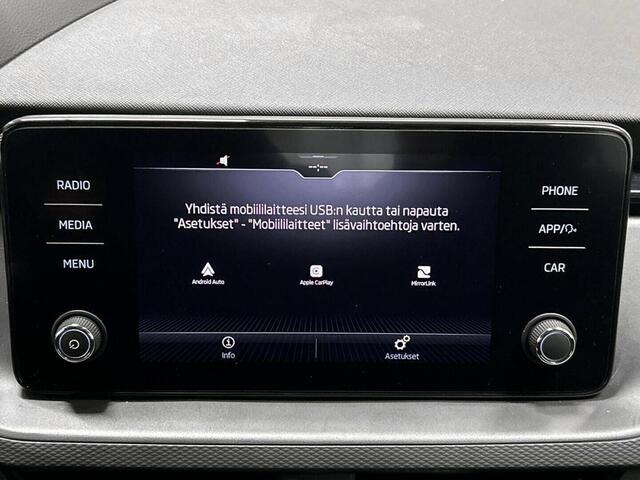 RADIO
MEDIA
MENU
--:--
Yhdistä mobiililaitteesi USB:n kautta tai napauta
"Asetukset" - "Mobiililaitteet" lisävaihtoehtoja varten.
Android Auto
Apple CarPlay
MirrorLink
Info
Asetukset
PHONE
APP/
CAR